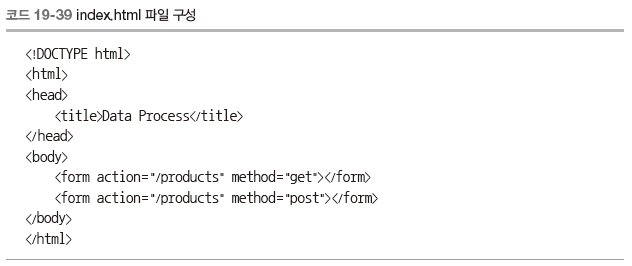 코드 19-39 index.html 파일 구성
<!DOCTYPE html>
<html>
<head>
    <title>Data Process</title>
</head>
<body>
    <form action="/products" method="get"></form>
    <form action="/products" method="post"></form>
</body>
</html>